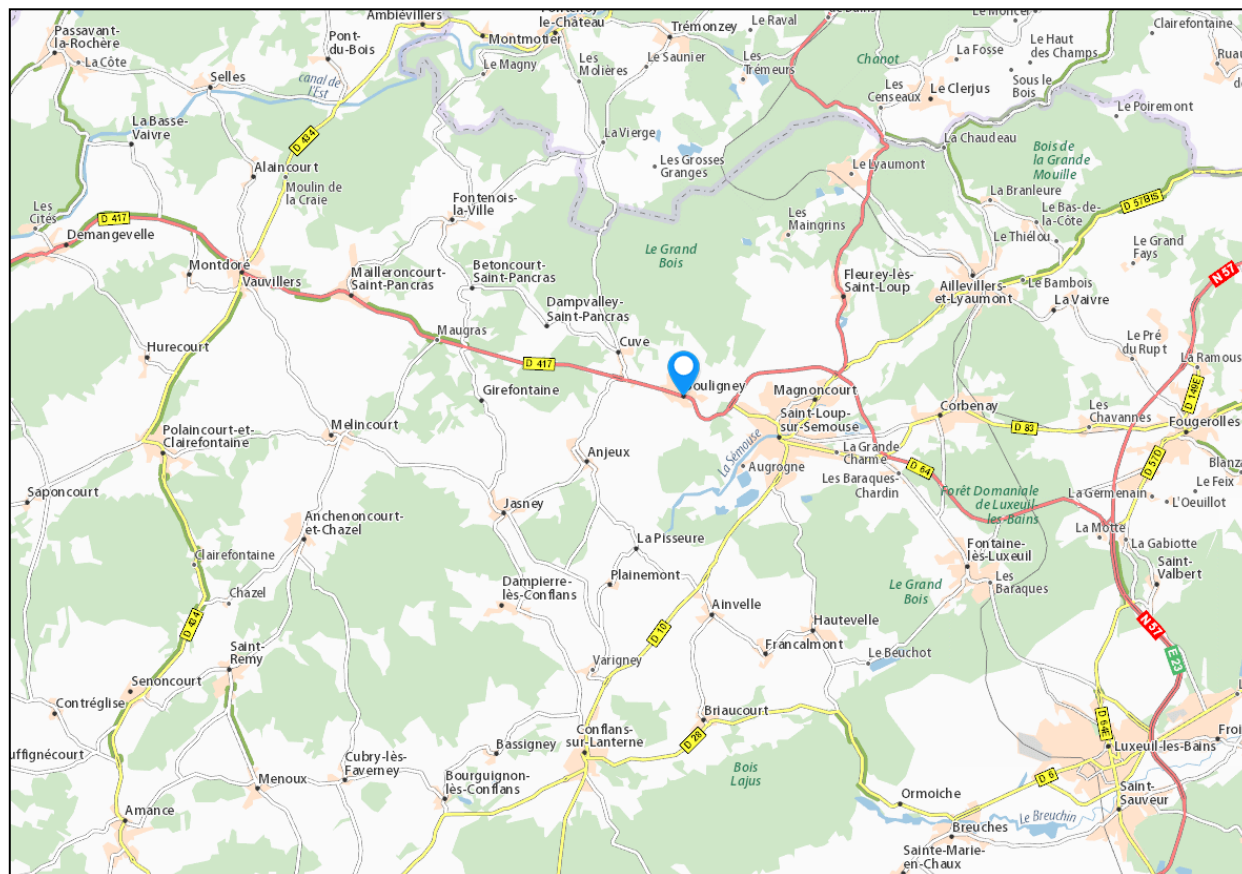 Ambiévillers
le-Château
Trémonzey
Le Raval
Clairefontaine
Passavant-
la-Rochère
La Côte
Pont-
du-Bois
Montmotier
Le Saunier
La Fosse
Le Haut
des Champs
Selles
canal de
l'Est
Le Magny
Les
Molières
Les
Trémeurs
Chanot
Sous le
Bois
Les
Censeaux
Le Clerjus
Le Poiremont
La Basse-
Vaivre
D 434
La Vierge
La Chaudeau
Bois de
la Grande
Mouille
Alaincourt
Moulin de
la Craie
Les Grosses
Granges
Le Lyaumont
La Branleure
D 57BIS
Les
Cités
D 417
Fontenois-
la-Ville
Les
Maingrins
Le Bas-de-
la-Côte
Le Thiélou
Demangevelle
Le Grand
Bois
Le Grand
Fays
N 57
Montdoré
Vauvillers
Mailleroncourt-
Saint-Pancras
Betoncourt-
Saint-Pancras
Fleurey-lès-
Saint-Loup
Aillevillers-
et-Lyaumont
Le Bambois
La Vaivre
Dampvalley-
Saint-Pancras
Maugras
Cuve
Le Pré
du Rupt
La Ramous
Hurecourt
D 417
D 149E
Girefontaine
Magnoncourt
Saint-Loup-
sur-Semouse
Corbenay
Les
Chavannes
Fougerolles
Polaincourt-et-
Clairefontaine
Melincourt
La Sémouse
D 83
La Grande
Charme
D 57D
Blanza
Anjeux
Augrogne
Les Baraques-
Chardin
D 64
Le Feix
Saponcourt
Forêt Domaniale
de Luxeuil
les-Bains
La Germenain
L'Oeuillot
Jasney
Anchenoncourt-
et-Chazel
La Motte
La Gabiotte
La Pisseure
Clairefontaine
Fontaine-
lès-Luxeuil
Saint-
Valbert
Chazel
Dampierre-
lès-Conflans
Plainemont
Le Grand
Bois
Les
Baraques
D 434
Ainvelle
Hautevelle
D 10
N 57
Saint-
Remy
Francalmont
Le Beuchot
E 23
Varigney
Senoncourt
Contréglise
Briaucourt
D 64E
uffignécourt
Bassigney
Conflans-
sur-Lanterne
D 28
Luxeuil-les-Bains
Froi
Menoux
Cubry-lès-
Faverney
Bourguignon-
lès-Conflans
Bois
Lajus
D 6
Saint-
Sauveur
Amance
Ormoiche
Le Breuchin
Breuches
Sainte-Marie-
en-Chaux